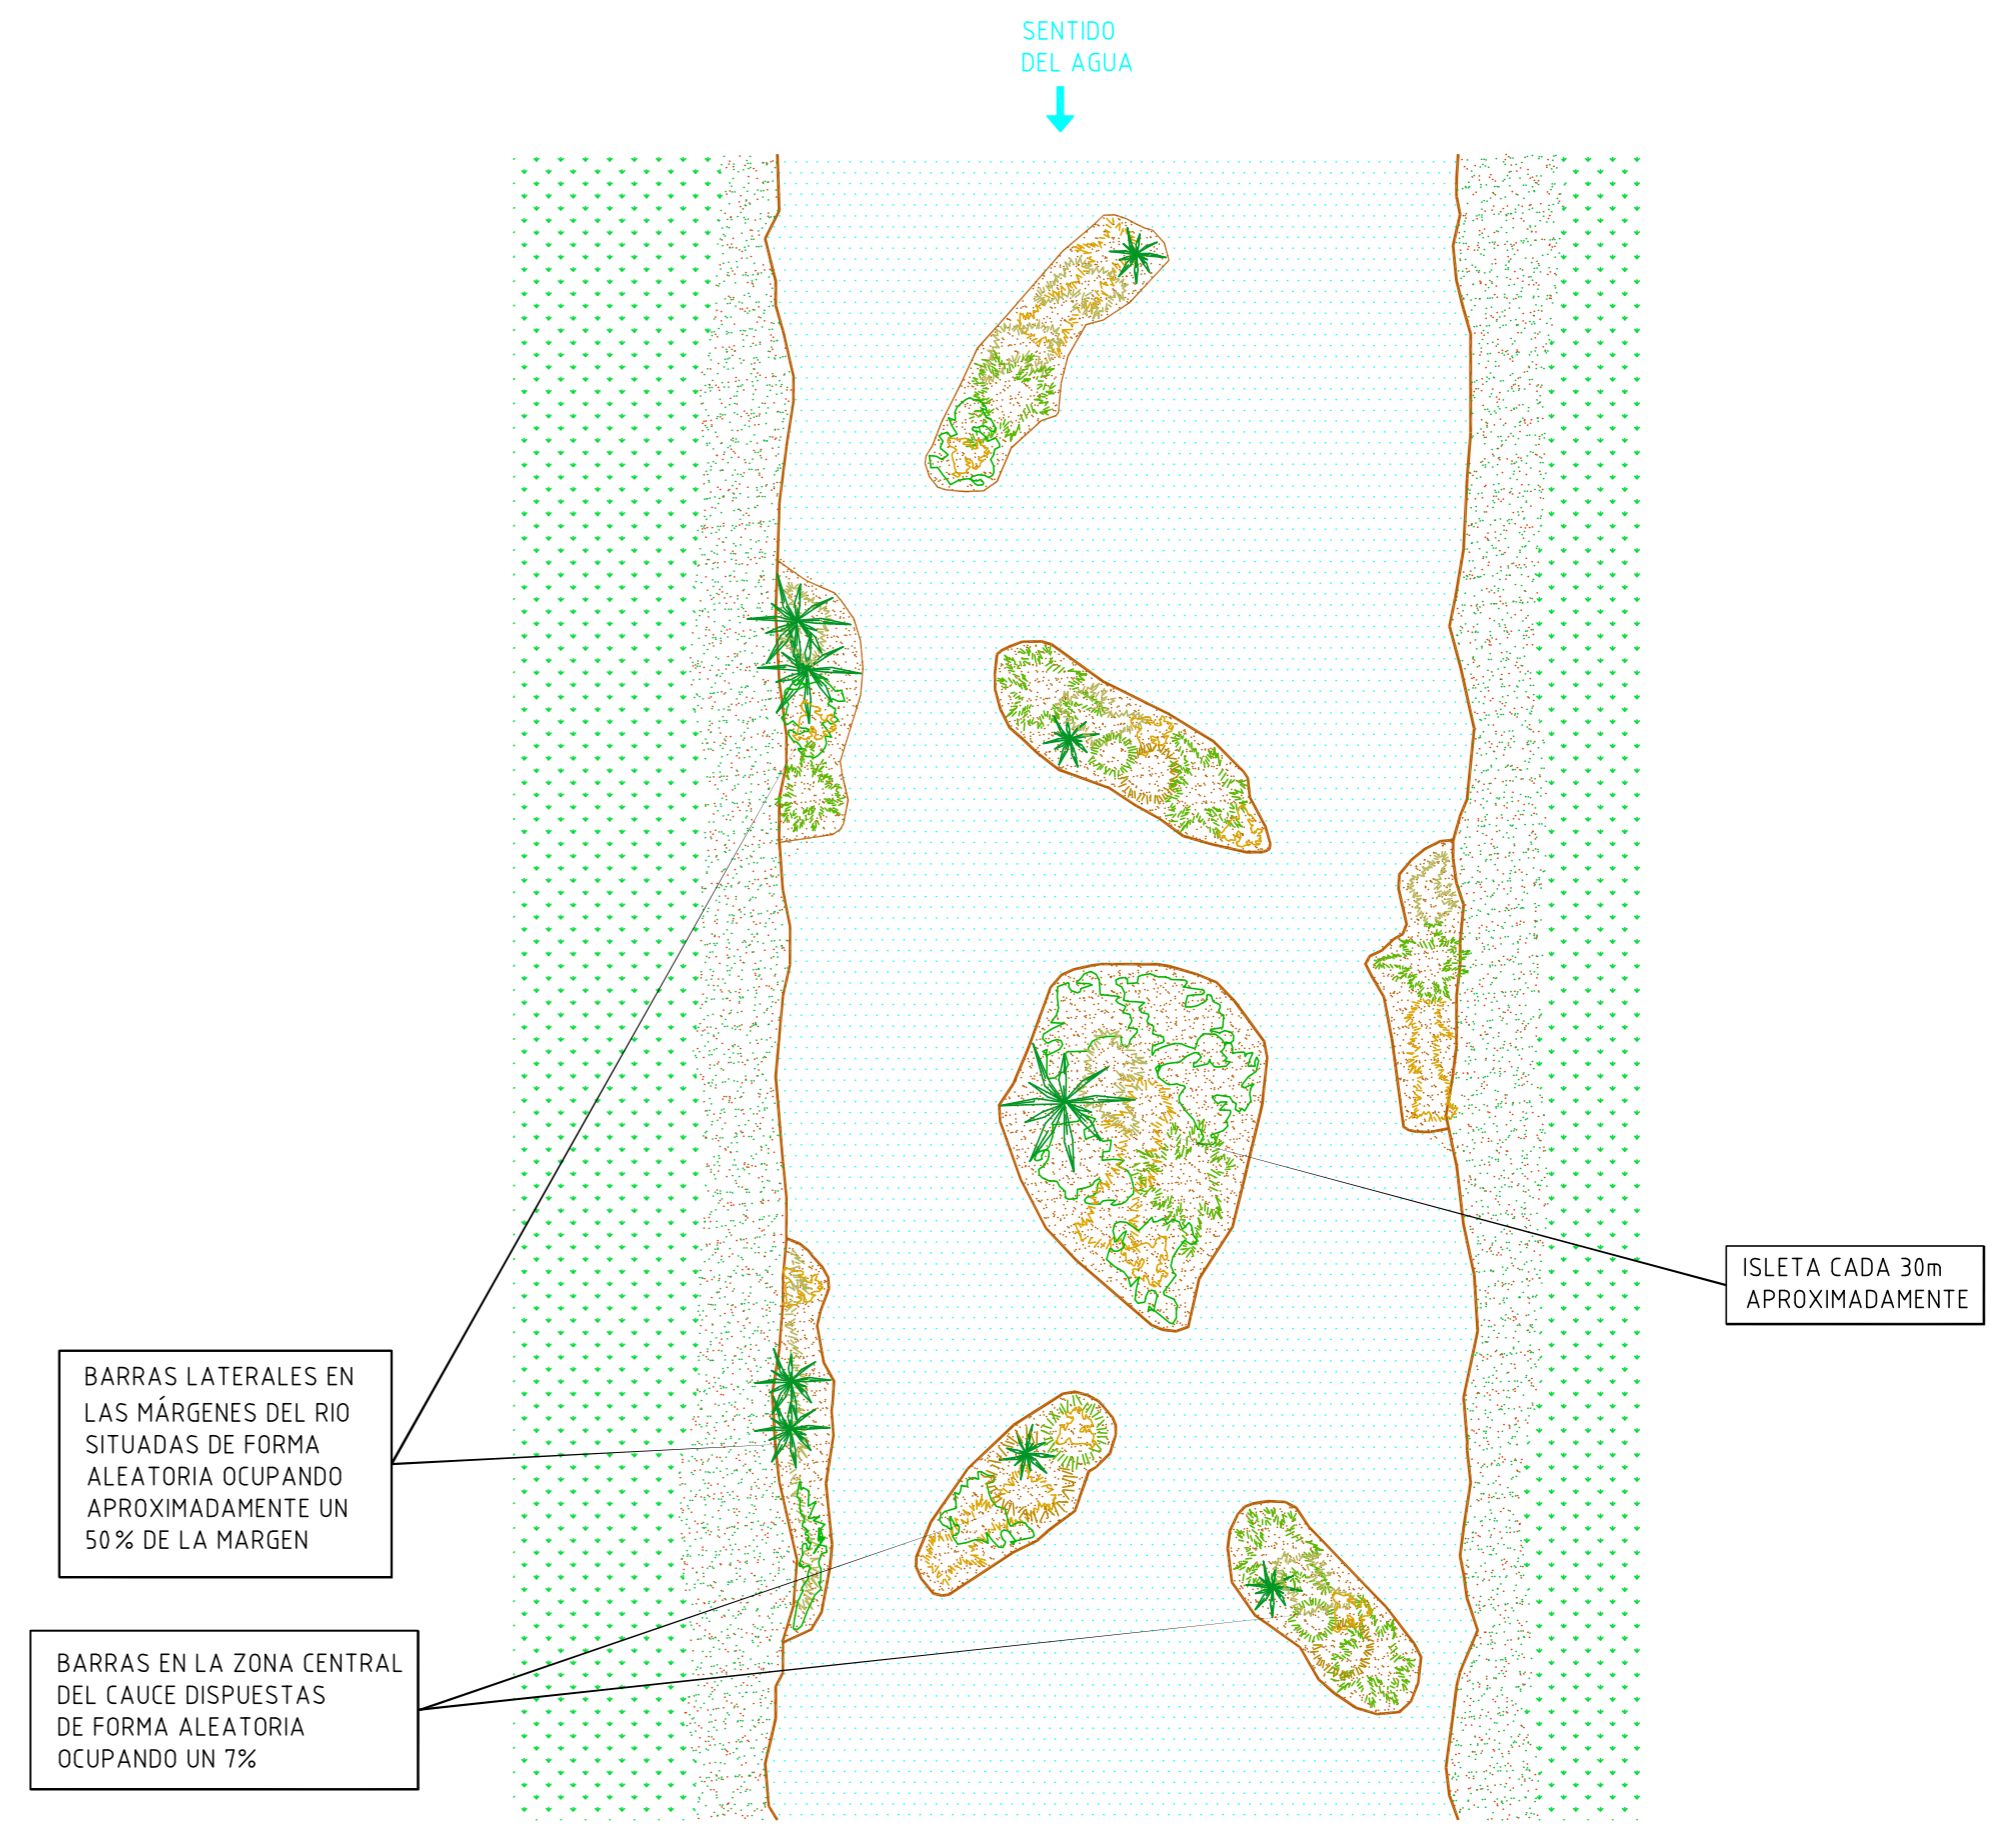 SENTIDO
DEL AGUA
ISLETA CADA 30m
APROXIMADAMENTE
BARRAS LATERALES EN
LAS MÁRGENES DEL RIO
SITUADAS DE FORMA
ALEATORIA OCUPANDO
APROXIMADAMENTE UN
50% DE LA MARGEN
BARRAS EN LA ZONA CENTRAL
DEL CAUCE DISPUESTAS
DE FORMA ALEATORIA
OCUPANDO UN 7%